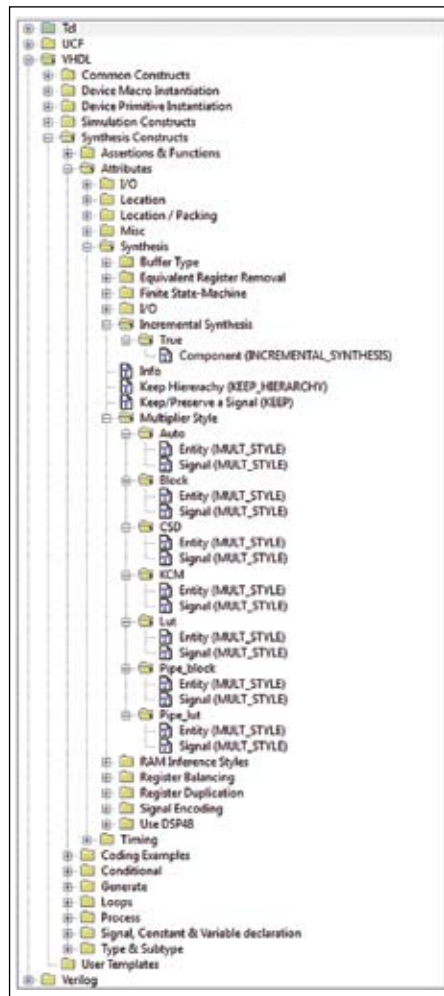 Tcl
UCF
VHDL
Common Constructs
Device Macro Instantiation
Device Primitive Instantiation
Simulation Constructs
Synthesis Constructs
Assertions & Functions
Attributes
I/O
Location
Location / Packing
Misc
Synthesis
Buffer Type
Equivalent Register Removal
Finite State-Machine
I/O
Incremental Synthesis
True
Component (INCREMENTAL_SYNTHESIS)
Info
Keep Hiererachy (KEEP_HIERARCHY)
Keep/Preserve a Signal (KEEP)
Multiplier Style
Auto
Entity (MULT_STYLE)
Signal (MULT_STYLE)
Block
Entity (MULT_STYLE)
Signal (MULT_STYLE)
CSD
Entity (MULT_STYLE)
Signal (MULT_STYLE)
KCM
Entity (MULT_STYLE)
Signal (MULT_STYLE)
Lut
Entity (MULT_STYLE)
Signal (MULT_STYLE)
Pipe_block
Entity (MULT_STYLE)
Signal (MULT_STYLE)
Pipe_lut
Entity (MULT_STYLE)
Signal (MULT_STYLE)
RAM Inference Styles
Register Balancing
Register Duplication
Signal Encoding
Use DSP48
Timing
Coding Examples
Conditional
Generate
Loops
Process
Signal, Constant & Variable declaration
Type & Subtype
User Templates
Verilog